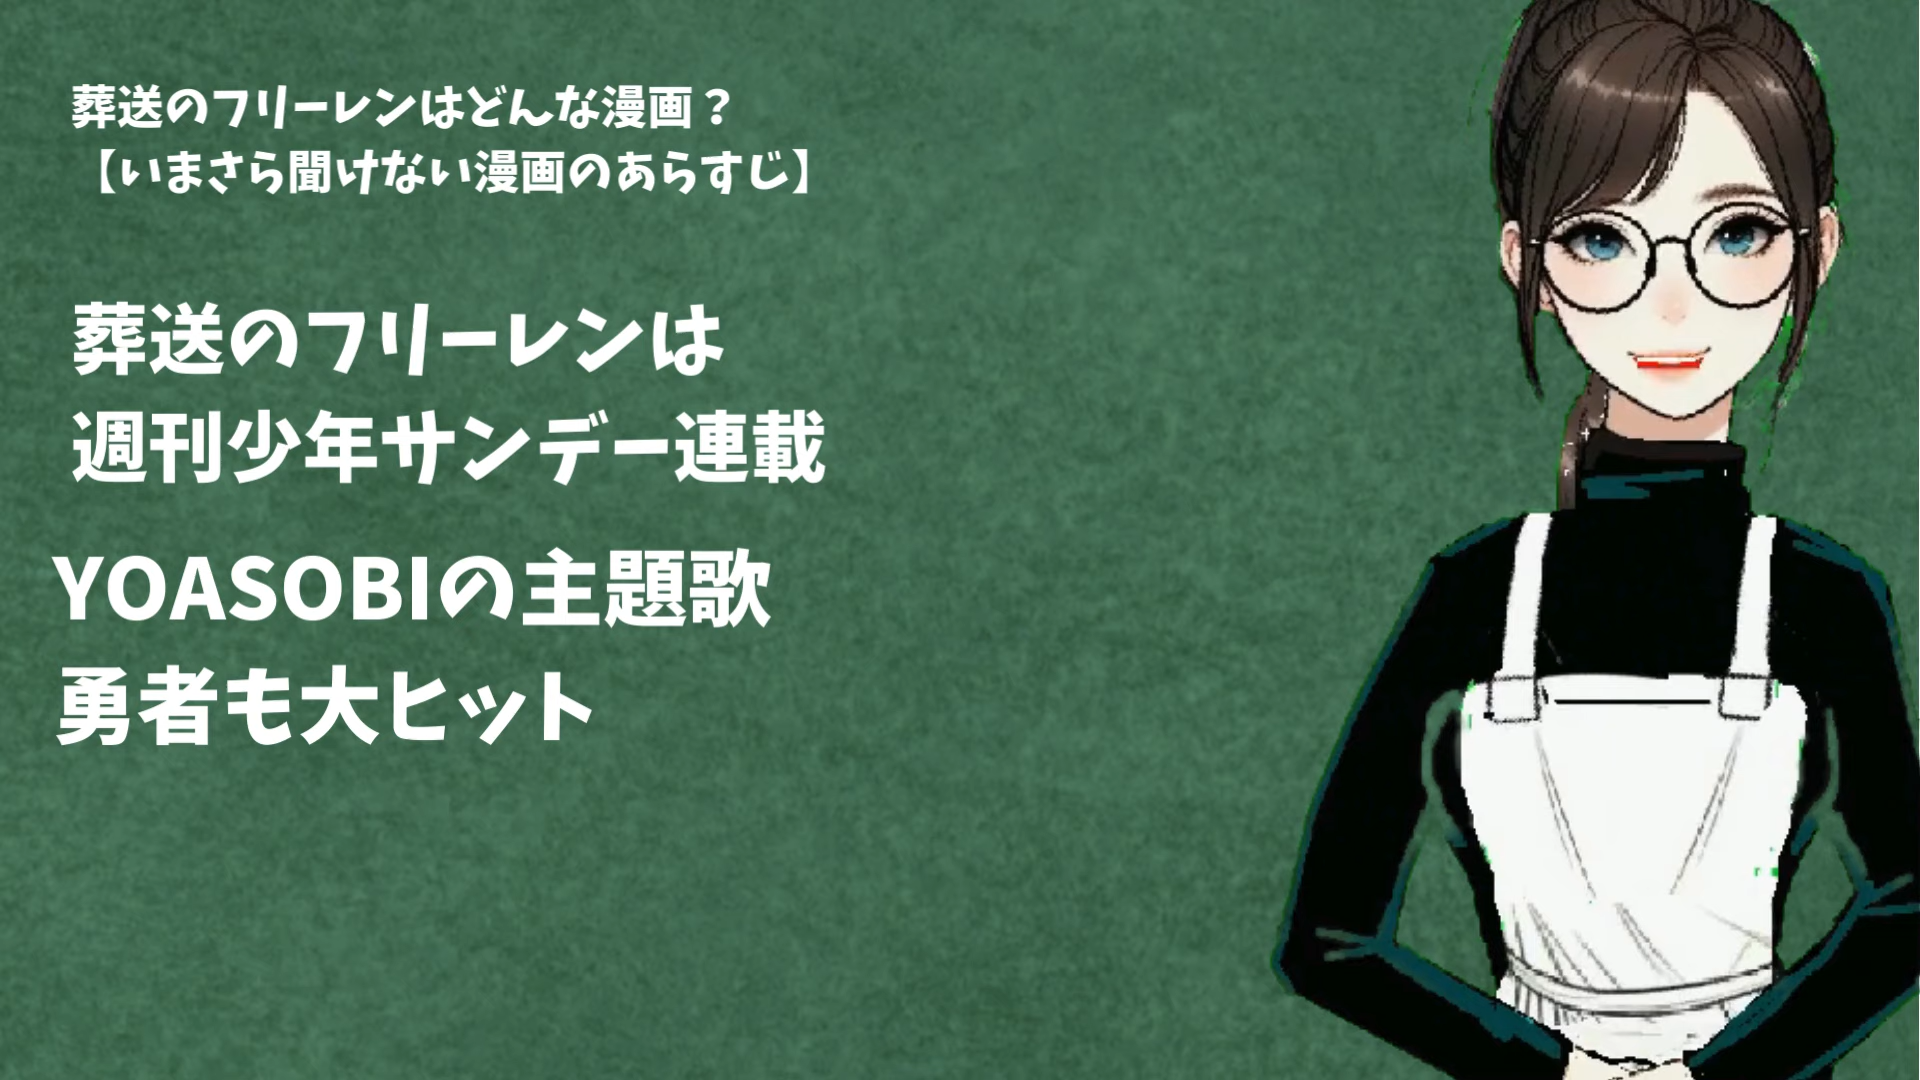 葬送のフリーレンはどんな漫画？
【いまさら聞けない漫画のあらすじ】
葬送のフリーレンは
週刊少年サンデー連載
YOASOBIの主題歌
勇者も大ヒット